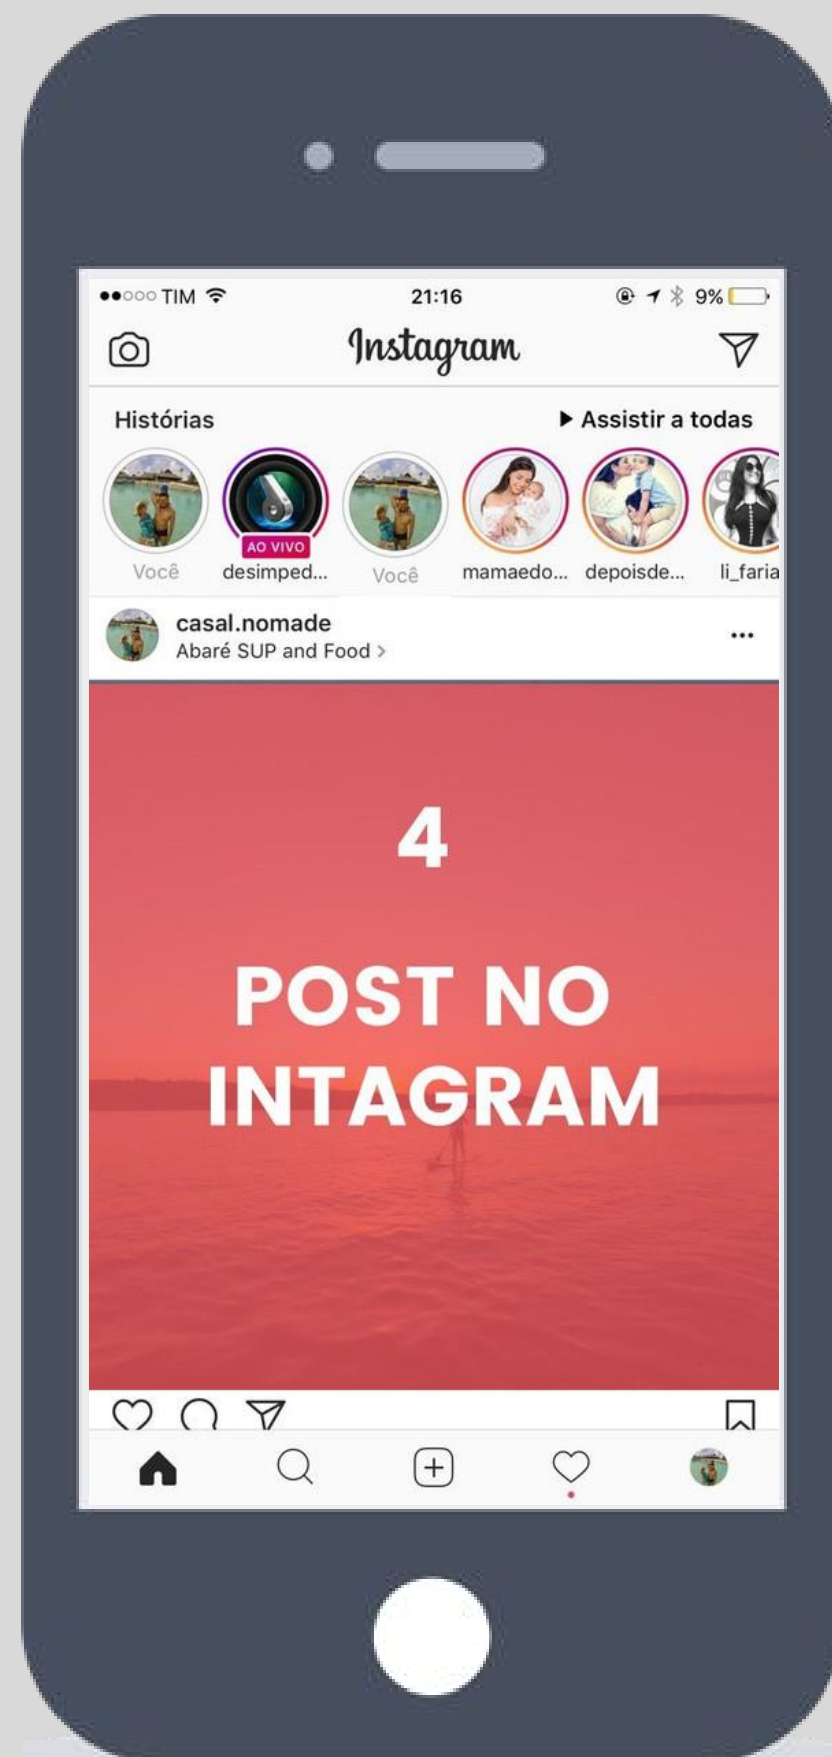 TIM 21:16 9%
Instagram
Histórias Assistir a todas
AO VIVO
Você desimped... Você mamaedo... depoisde... li_faria
casal.nomade
Abaré SUP and Food >
...
4
POST NO
INTAGRAM